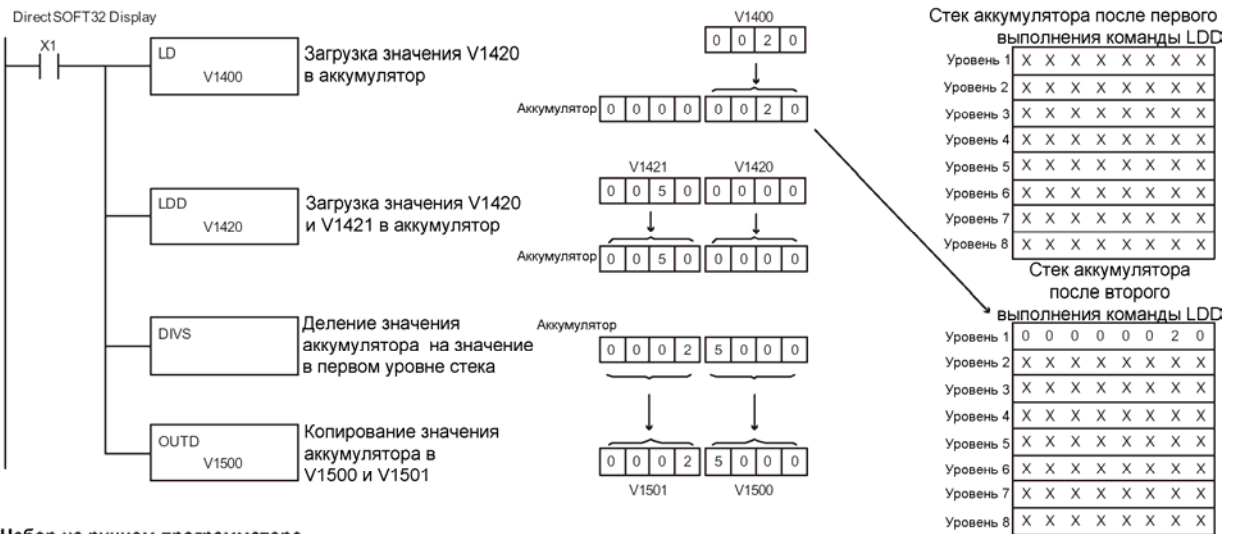 DirectSOFT32 Display
X1
LD
V1400
Загрузка значения V1420
в аккумулятор
V1400
0 0 2 0
Аккумулятор 0 0 0 0 0 0 2 0
LDD
V1420
Загрузка значения V1420
и V1421 в аккумулятор
V1421 V1420
0 0 5 0 0 0 0 0
Аккумулятор 0 0 5 0 0 0 0 0
DIVS
Деление значения
аккумулятора на значение
в первом уровне стека
Аккумулятор
0 0 0 2 5 0 0 0
OUTD
V1500
Копирование значения
аккумулятора в
V1500 и V1501
0 0 0 2 5 0 0 0
V1501 V1500
Стек аккумулятора после первого
выполнения команды LDD
Уровень 1 X X X X X X X X
Уровень 2 X X X X X X X X
Уровень 3 X X X X X X X X
Уровень 4 X X X X X X X X
Уровень 5 X X X X X X X X
Уровень 6 X X X X X X X X
Уровень 7 X X X X X X X X
Уровень 8 X X X X X X X X
Стек аккумулятора
после второго
выполнения команды LDD
Уровень 1 0 0 0 0 0 0 2 0
Уровень 2 X X X X X X X X
Уровень 3 X X X X X X X X
Уровень 4 X X X X X X X X
Уровень 5 X X X X X X X X
Уровень 6 X X X X X X X X
Уровень 7 X X X X X X X X
Уровень 8 X X X X X X X X